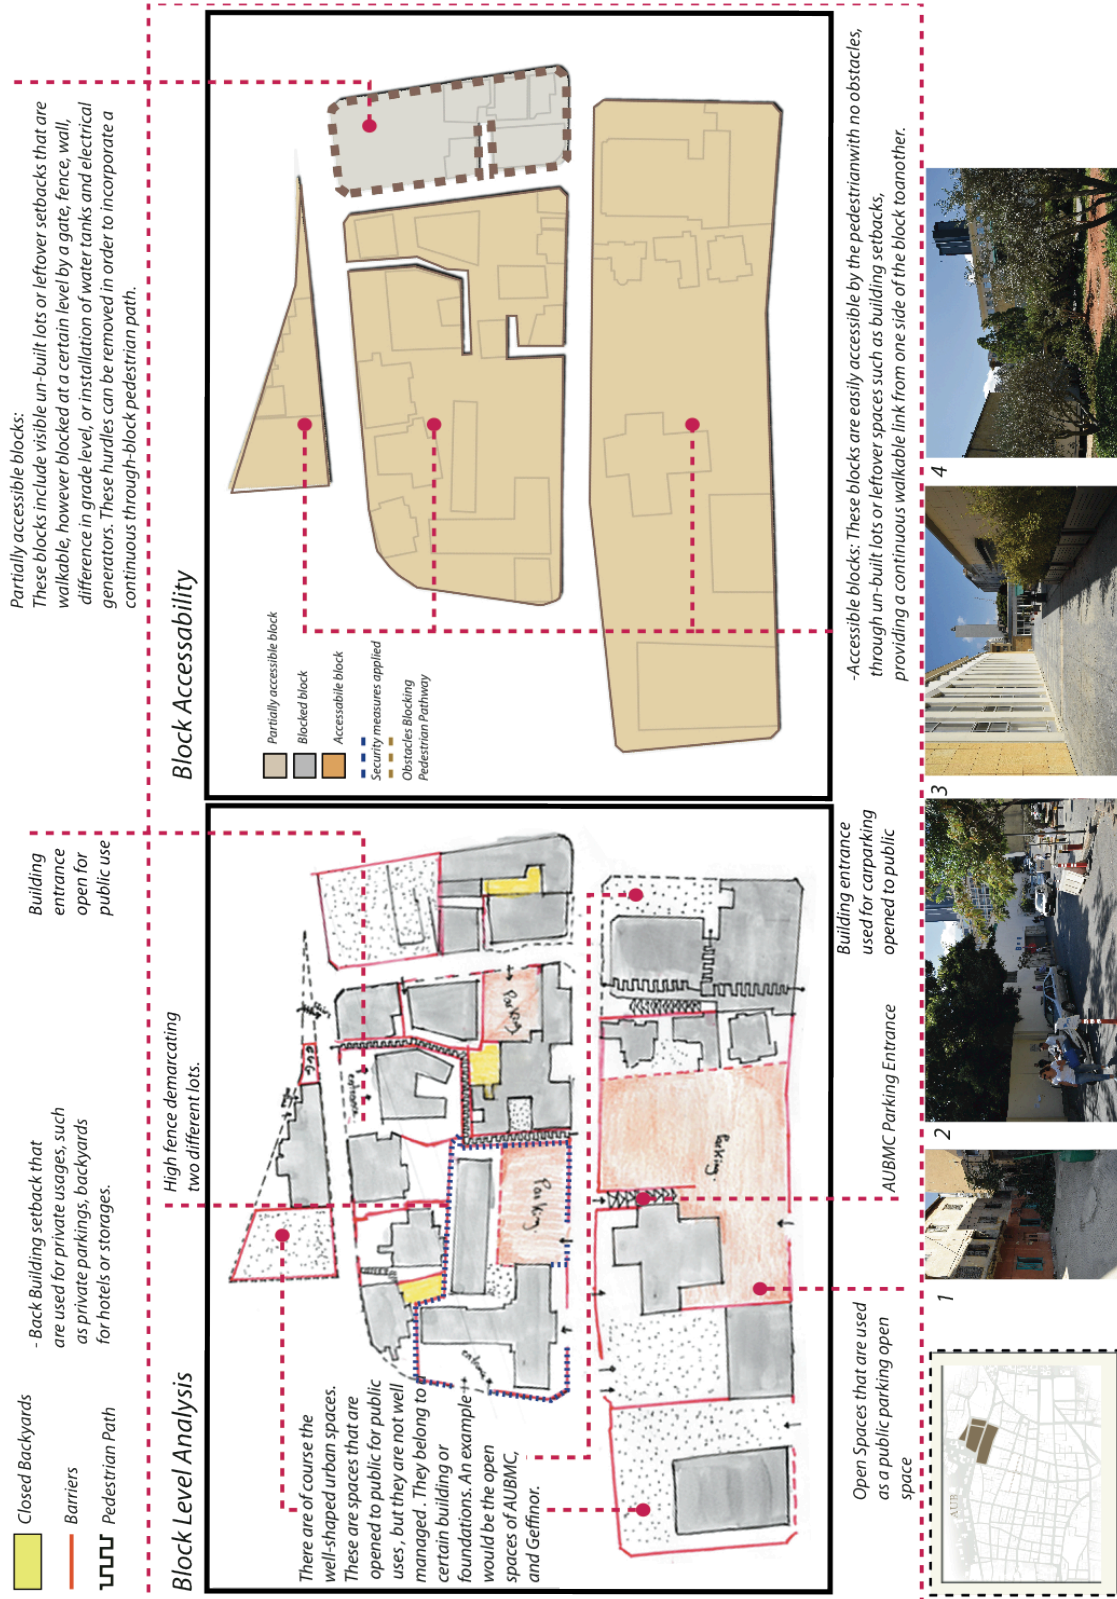 Closed Backyards
Barriers
Pedestrian Path
- Back Building setback that
are used for private usages, such
as private parkings, backyards
for hotels or storages.
High fence demarcating
two different lots.
Building
entrance
open for
public use
Partially accessible blocks:
These blocks include visible un-built lots or leftover setbacks that are
walkable, however blocked at a certain level by a gate, fence, wall,
difference in grade level, or installation of water tanks and electrical
generators. These hurdles can be removed in order to incorporate a
continuous through-block pedestrian path.
Block Level Analysis
There are of course the
well-shaped urban spaces.
These are spaces that are
opened to public for public
uses, but they are not well
managed . They belong to
certain building or
foundations. An example
would be the open
spaces of AUBMC,
and Geffinor.
entrance
entrance
Parking
Parking
Parking
Block Accessability
Partially accessible block
Blocked block
Accessabile block
Security measures applied
Obstacles Blocking
Pedestrian Pathway
Open Spaces that are used
as a public parking open
space
AUBMC Parking Entrance
Building entrance
used for carparking
opened to public
-Accessible blocks: These blocks are easily accessible by the pedestrianwith no obstacles,
through un-built lots or leftover spaces such as building setbacks,
providing a continuous walkable link from one side of the block toanother.
AUB
1
2
3
4